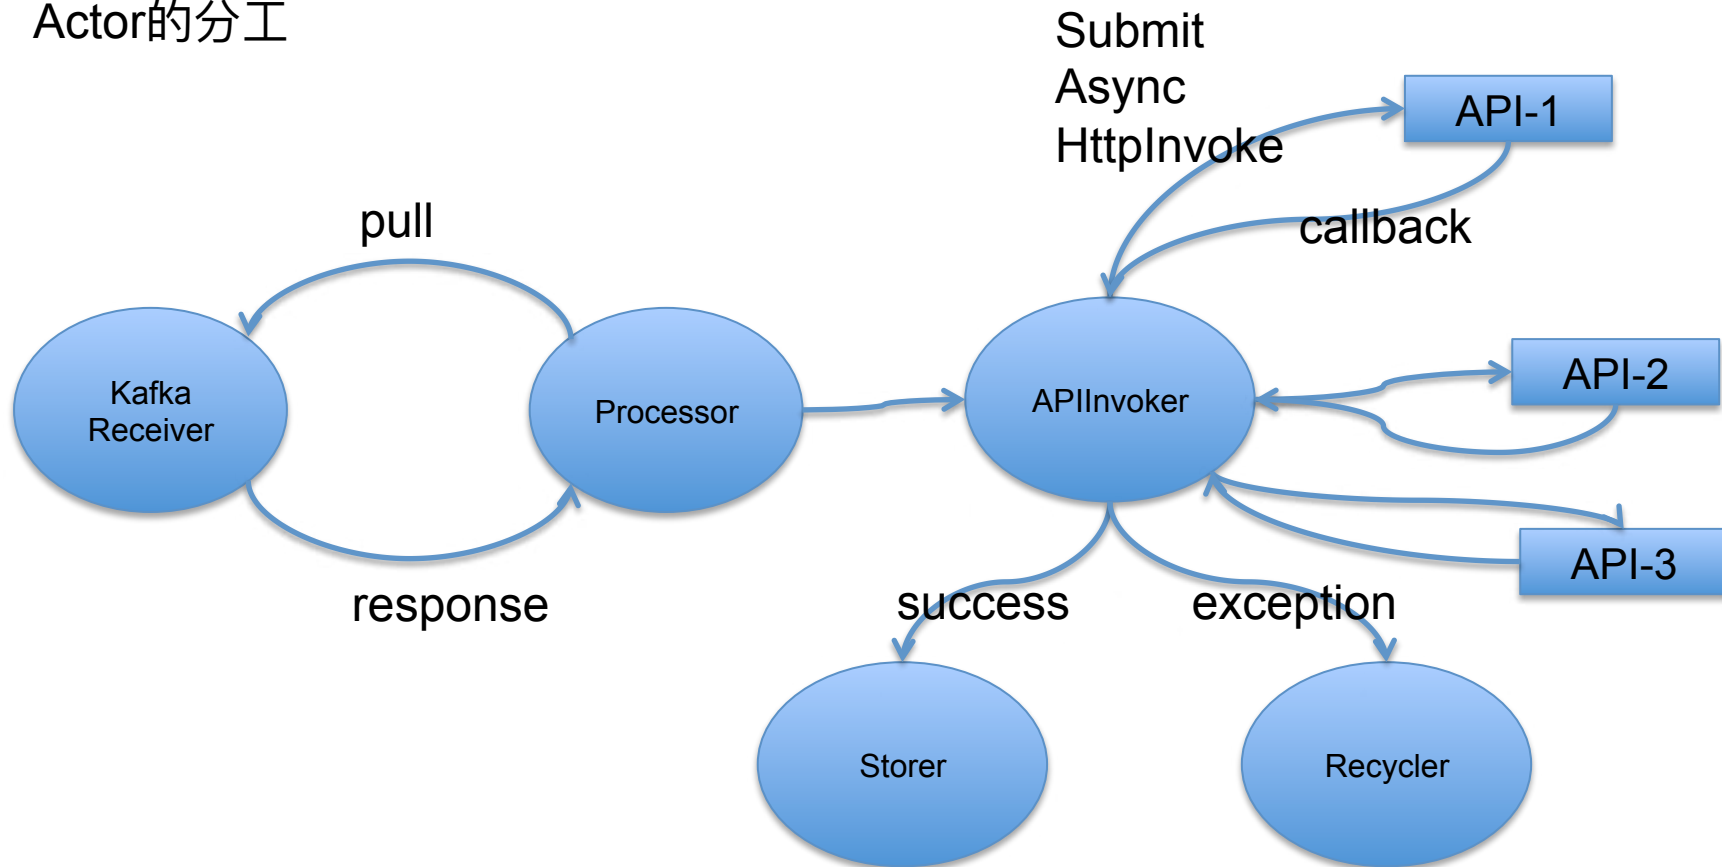 Actor的分工
Submit
Async
HttpInvoke
API-1
callback
pull
Kafka
Receiver
Processor
APIInvoker
API-2
API-3
response
success
exception
Storer
Recycler